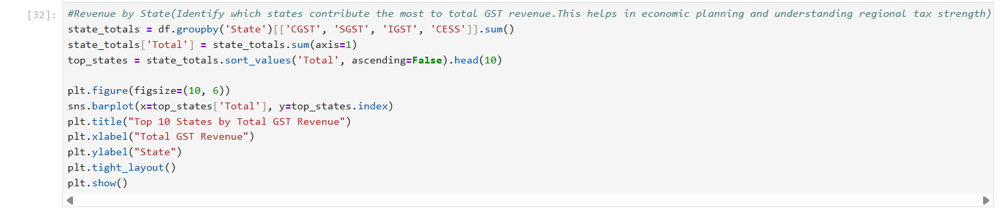 [32]:
#Revenue by State(Identify which states contribute the most to total GST revenue.This helps in economic planning and understanding regional tax strength)
state_totals = df.groupby('State')[['CGST', 'SGST', 'IGST', 'CESS']].sum()
state_totals['Total'] = state_totals.sum(axis=1)
top_states = state_totals.sort_values('Total', ascending=False).head(10)

plt.figure(figsize=(10, 6))
sns.barplot(x=top_states['Total'], y=top_states.index)
plt.title("Top 10 States by Total GST Revenue")
plt.xlabel("Total GST Revenue")
plt.ylabel("State")
plt.tight_layout()
plt.show()